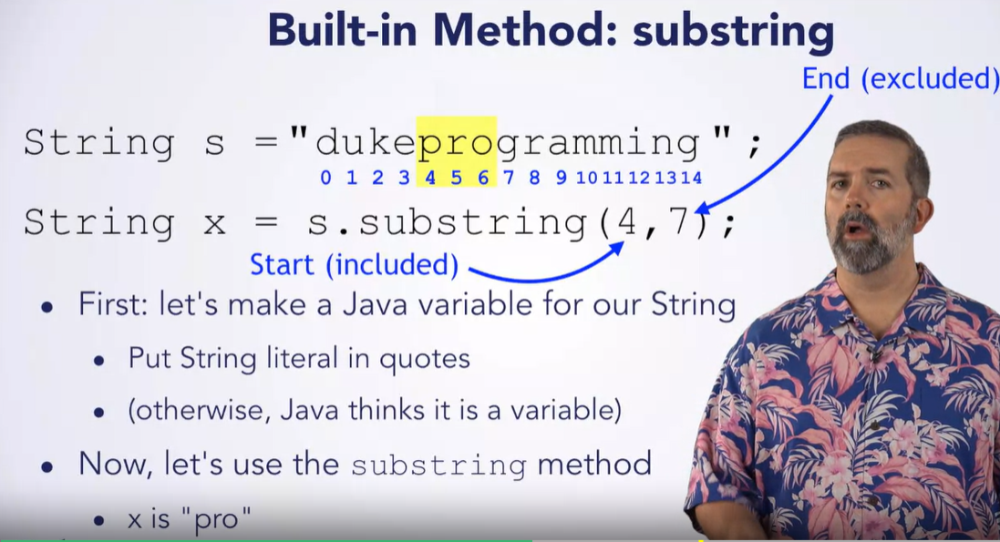 Built-in Method: substring
End (excluded)
String s ="dukeprogramming";
0 1 2 3 4 5 6 7 8 9 10 11 12 13 14
String x = s.substring(4,7);
Start (included)
• First: let's make a Java variable for our String
• Put String literal in quotes
• (otherwise, Java thinks it is a variable)
• Now, let's use the substring method
• x is "pro"